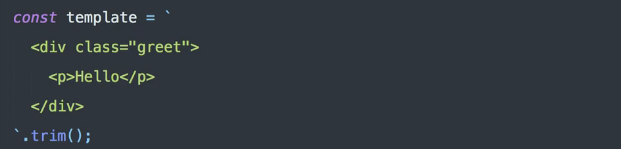 const template = `
  <div class="greet">
    <p>Hello</p>
  </div>
`.trim();